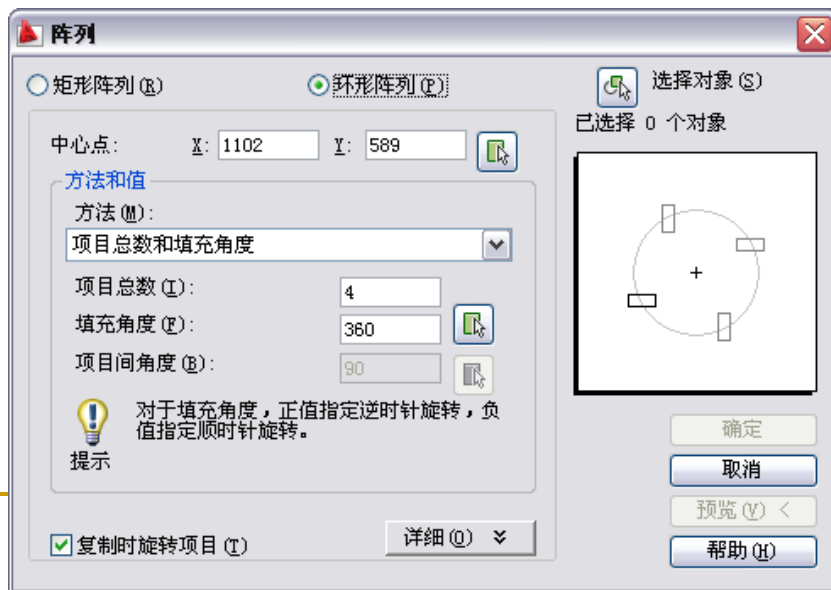 阵列
矩形阵列(R) 环形阵列(P) 选择对象(S)
已选择 0 个对象
中心点: X: 1102 Y: 589
方法和值
方法(M):
项目总数和填充角度
项目总数(I): 4
填充角度(F): 360
项目间角度(B): 90
对于填充角度，正值指定逆时针旋转，负
值指定顺时针旋转。
提示
确定
取消
预览(V) <
帮助(H)
复制时旋转项目(T) 详细(O)